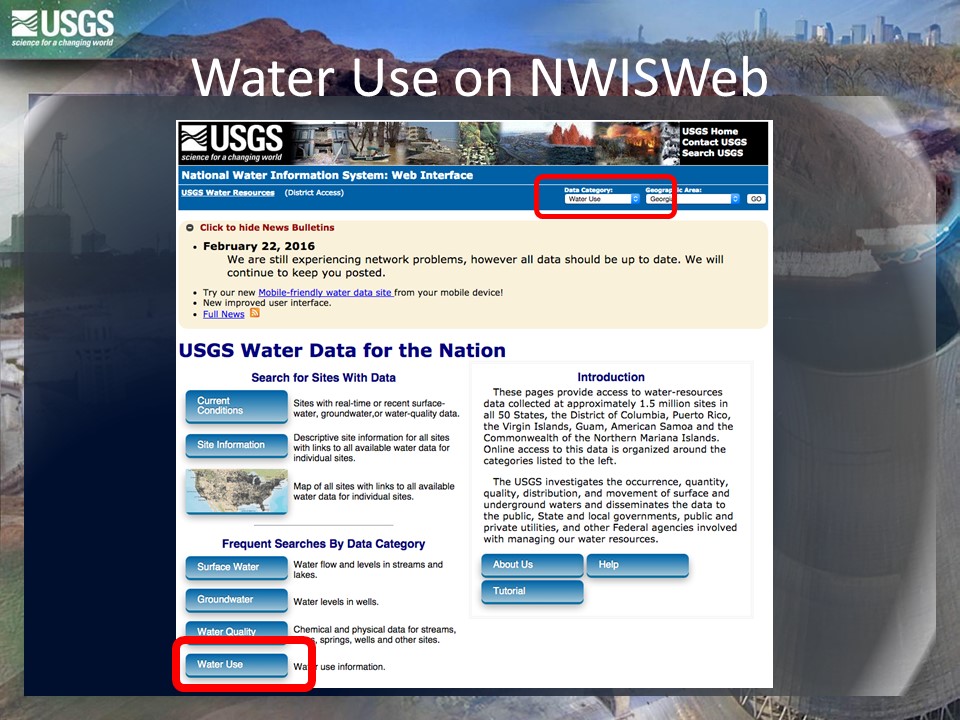 USGS
science for a changing world
Water Use on NWISWeb
USGS
science for a changing world
USGS Home
Contact USGS
Search USGS
National Water Information System: Web Interface
USGS Water Resources (District Access)
Data Category: Geographic Area:
Water Use Georgia GO
Click to hide News Bulletins
• February 22, 2016
We are still experiencing network problems, however all data should be up to date. We will
continue to keep you posted.
• Try our new Mobile-friendly water data site from your mobile device!
• New improved user interface.
• Full News
USGS Water Data for the Nation
Search for Sites With Data
Current
Conditions
Sites with real-time or recent surface-
water, groundwater,or water-quality data.
Site Information
Descriptive site information for all sites
with links to all available water data for
individual sites.
Map of all sites with links to all available
water data for individual sites.
Frequent Searches By Data Category
Surface Water
Water flow and levels in streams and
lakes.
Groundwater
Water levels in wells.
Water Quality
Chemical and physical data for streams,
springs, wells and other sites.
Water Use
Water use information.
Introduction
These pages provide access to water-resources
data collected at approximately 1.5 million sites in
all 50 States, the District of Columbia, Puerto Rico,
the Virgin Islands, Guam, American Samoa and the
Commonwealth of the Northern Mariana Islands.
Online access to this data is organized around the
categories listed to the left.
The USGS investigates the occurrence, quantity,
quality, distribution, and movement of surface and
underground waters and disseminates the data to
the public, State and local governments, public and
private utilities, and other Federal agencies involved
with managing our water resources.
About Us Help
Tutorial